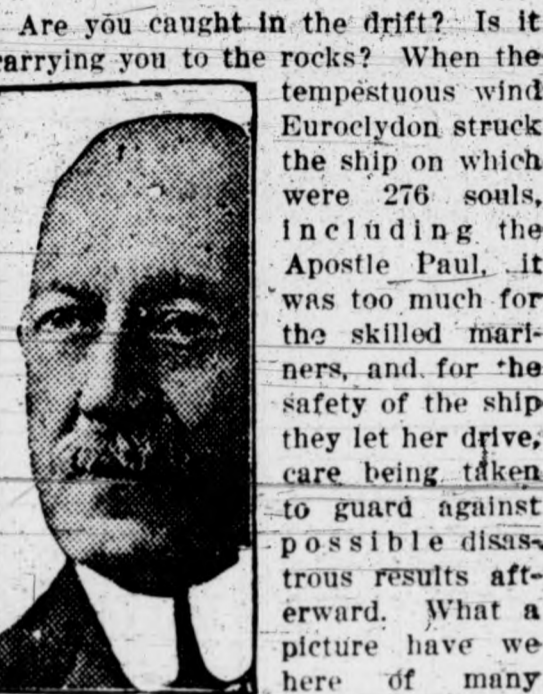 Are you caught in the drift? Is it
carrying you to the rocks? When the
tempestuous wind
Euroclydon struck
the ship on which
were 276 souls,
including the
Apostle Paul, it
was too much for
the skilled mari-
ners, and for the
safety of the ship
they let her drive,
care being taken
to guard against
possible disas-
trous results aft-
erward. What a
picture have we
here of many